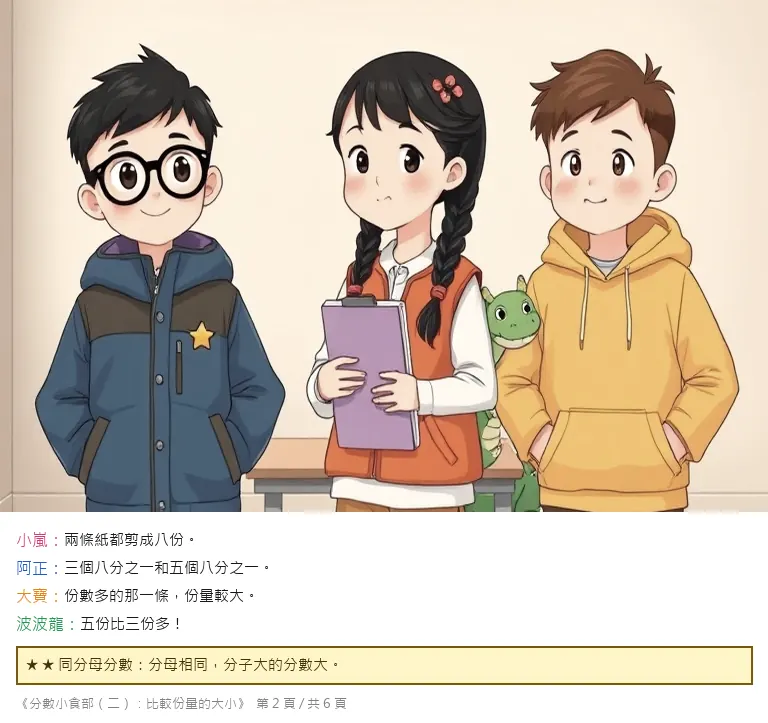 小嵐：兩條紙都剪成八份。
阿正：三個八分之一和五個八分之一。
大寶：份數多的那一條，份量較大。
波波龍：五份比三份多！
★★同分母分數：分母相同，分子大的分數大。
《分數小食部（二）：比較份量的大小》 第 2 頁 / 共 6 頁